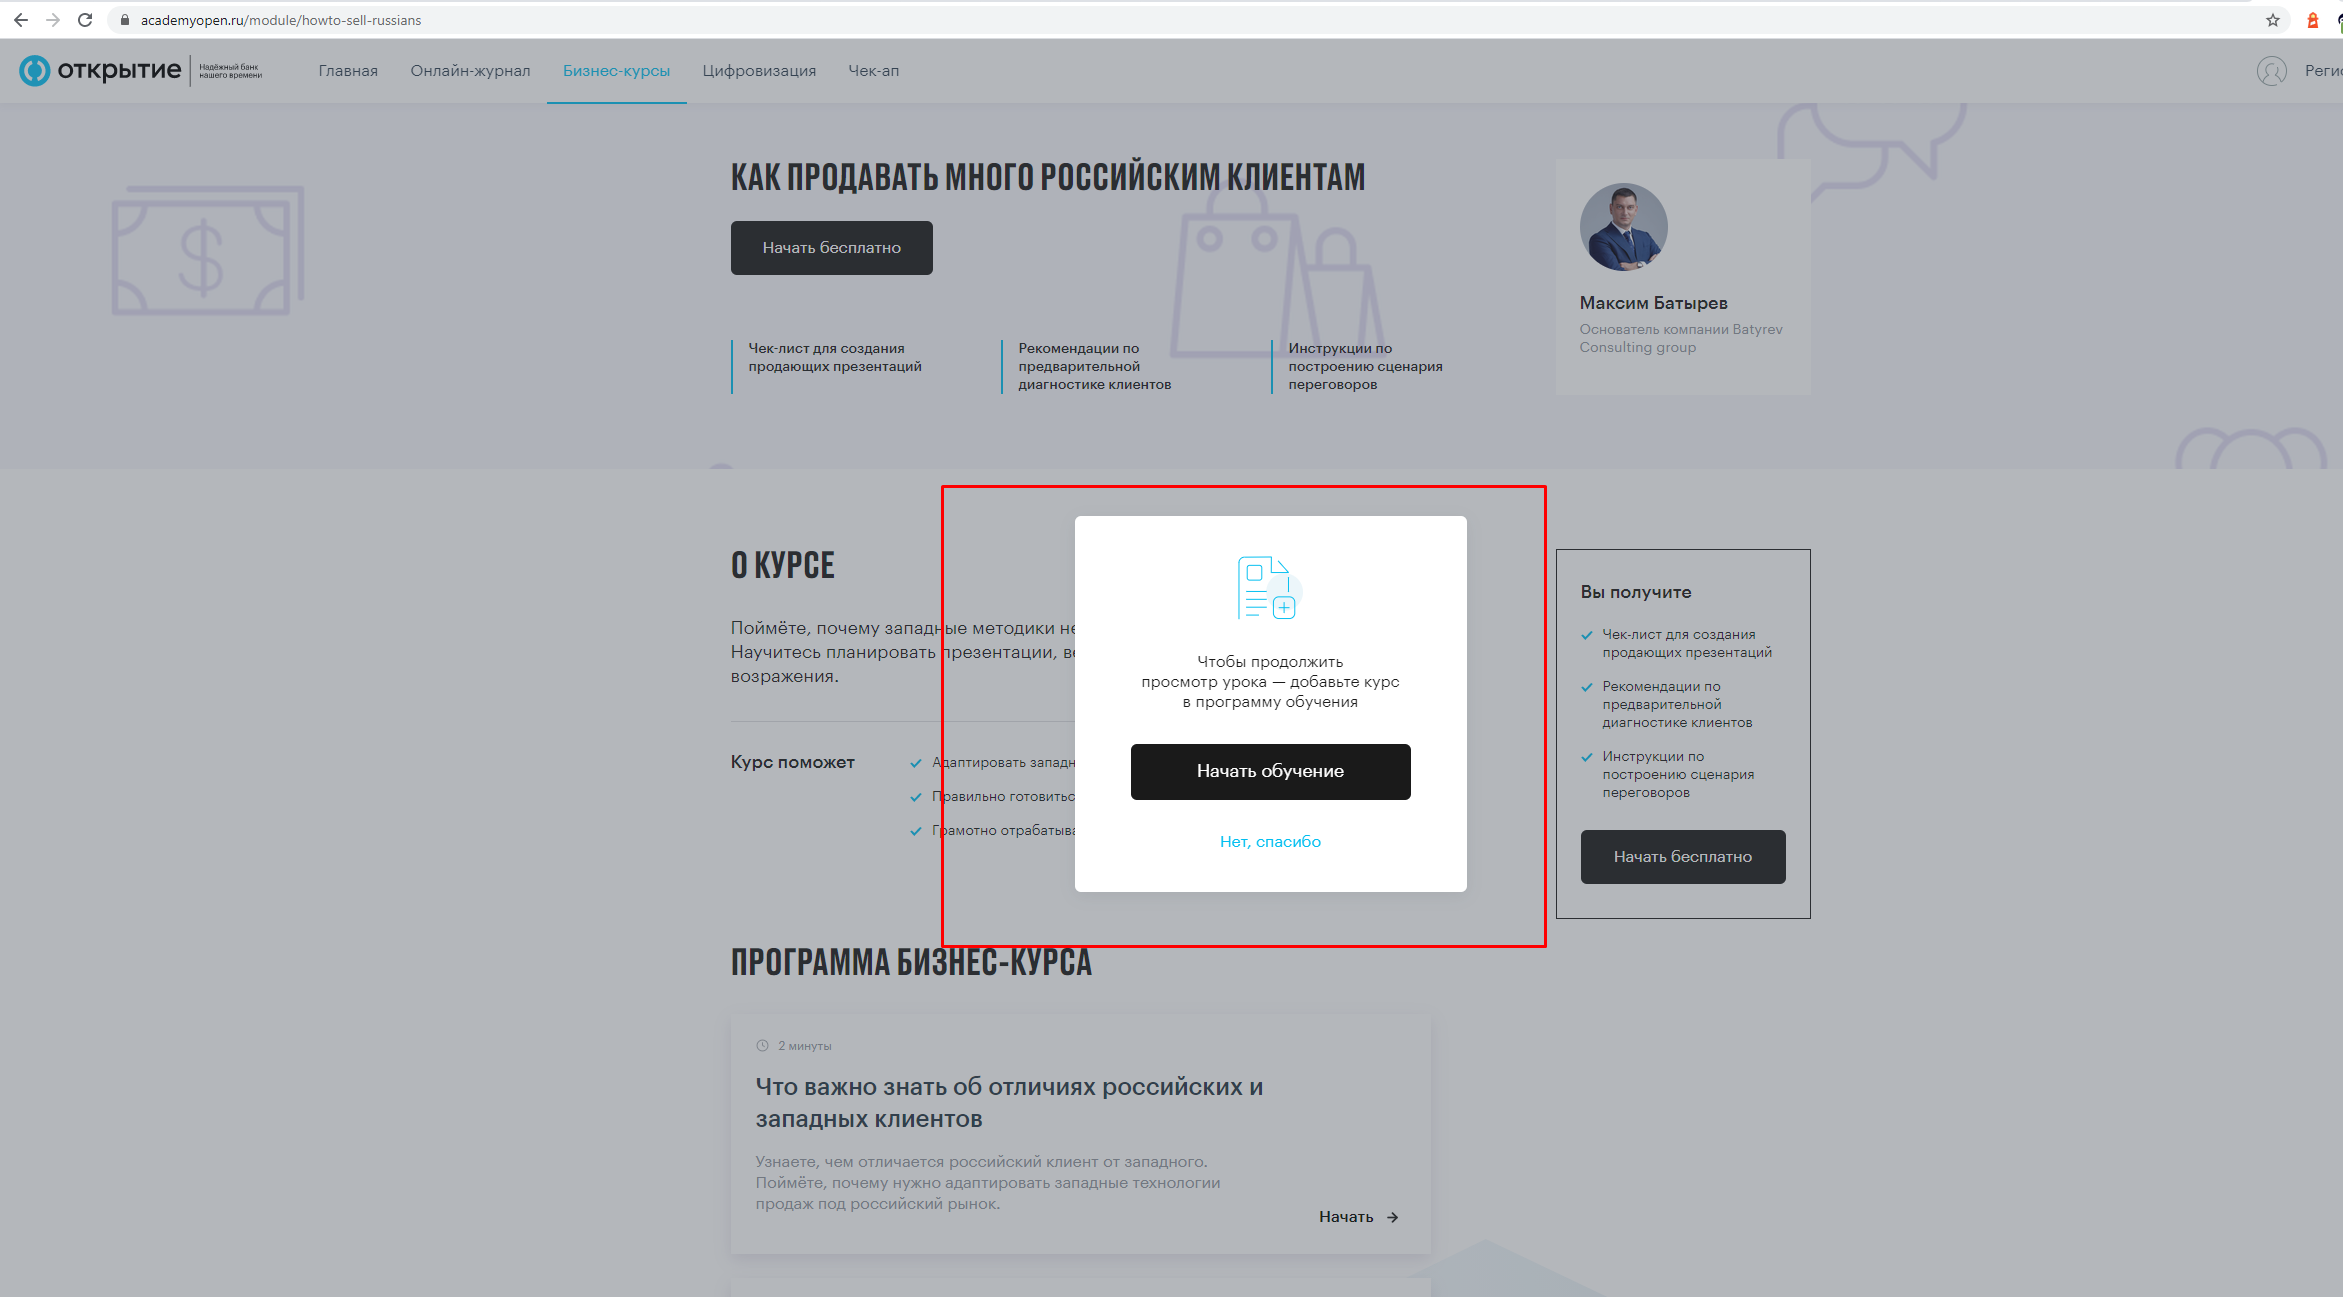 academyopen.ru/module/howto-sell-russians
открытие
Надёжный банк
нашего времени
Главная
Онлайн-журнал
Бизнес-курсы
Цифровизация
Чек-ап
Реги
КАК ПРОДАВАТЬ МНОГО РОССИЙСКИМ КЛИЕНТАМ
Начать бесплатно
Чек-лист для создания
продающих презентаций
Рекомендации по
предварительной
диагностике клиентов
Инструкции по
построению сценария
переговоров
Максим Батырев
Основатель компании Batyrev
Consulting group
О КУРСЕ
Поймёте, почему западные методики не
Научитесь планировать презентации, ве
возражения.
Курс поможет
Адаптировать западн
Правильно готовитьс
Грамотно отрабатыва
Чтобы продолжить
просмотр урока — добавьте курс
в программу обучения
Начать обучение
Нет, спасибо
Вы получите
Чек-лист для создания
продающих презентаций
Рекомендации по
предварительной
диагностике клиентов
Инструкции по
построению сценария
переговоров
Начать бесплатно
ПРОГРАММА БИЗНЕС-КУРСА
2 минуты
Что важно знать об отличиях российских и
западных клиентов
Узнаете, чем отличается российский клиент от западного.
Поймёте, почему нужно адаптировать западные технологии
продаж под российский рынок.
Начать